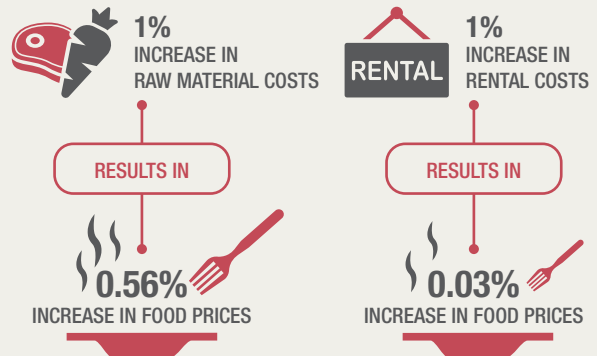 1%
INCREASE IN
RAW MATERIAL COSTS
RESULTS IN
0.56%
INCREASE IN FOOD PRICES
RENTAL
1%
INCREASE IN
RENTAL COSTS
RESULTS IN
0.03%
INCREASE IN FOOD PRICES